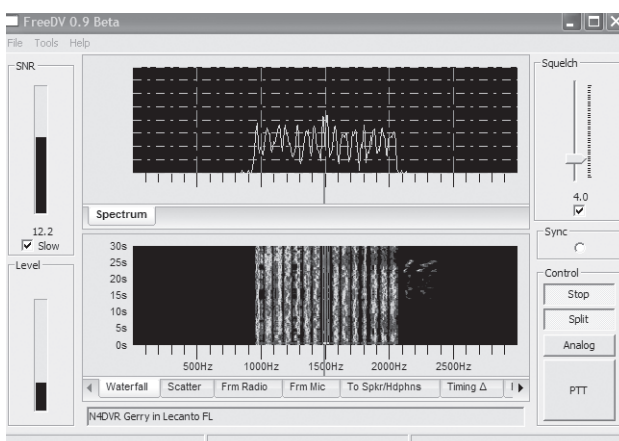 FreeDV 0.9 Beta
File Tools Help
SNR
12.2
Slow
Level
Spectrum
30s
25s
20s
15s
10s
5s
0s
500Hz 1000Hz 1500Hz 2000Hz 2500Hz
Waterfall Scatter Frm Radio Frm Mic To Spkr/Hdphns Timing Δ
N4DVR Gerry in Lecanto FL
Squelch
4.0
Sync
Control
Stop
Split
Analog
PTT